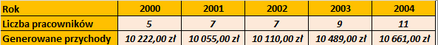 Rok 2000 2001 2002 2003 2004
Liczba pracowników 5 7 7 9 11
Generowane przychody 10 222,00 zł 10 055,00 zł 10 110,00 zł 10 489,00 zł 10 661,00 zł